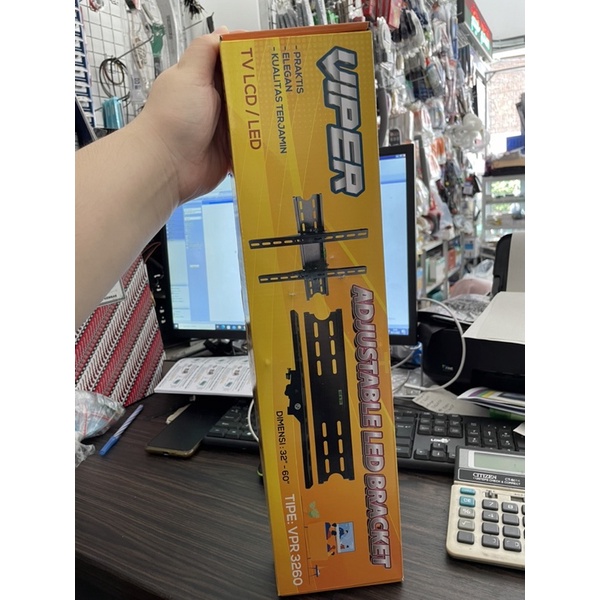 VIPER
- PRAKTIS
- ELEGAN
- KUALITAS TERJAMIN
TV LCD / LED
ADJUSTABLE LED BRACKET
DIMENSI : 32" - 60"
TIPE: VPR 3260
CITIZEN